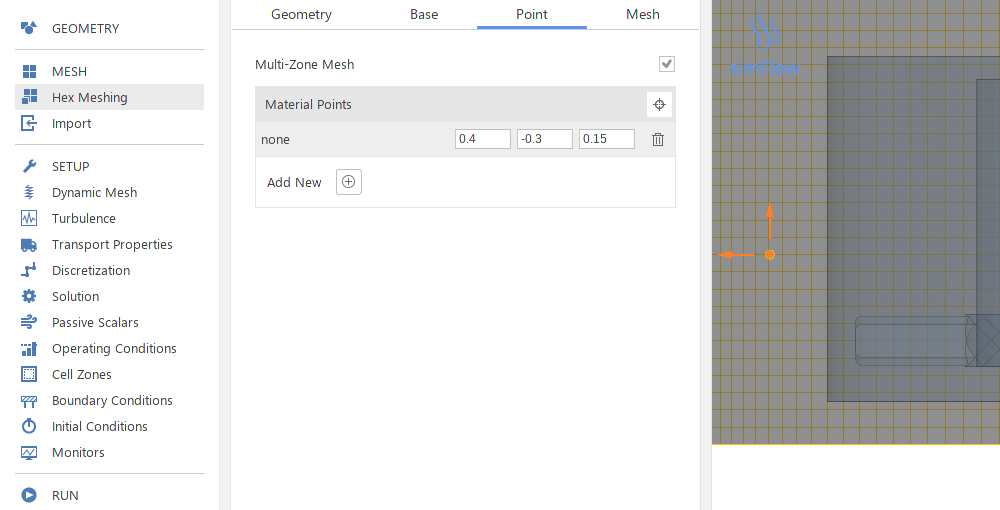 GEOMETRY
MESH
Hex Meshing
Import
SETUP
Dynamic Mesh
Turbulence
Transport Properties
Discretization
Solution
Passive Scalars
Operating Conditions
Cell Zones
Boundary Conditions
Initial Conditions
Monitors
RUN
Geometry Base Point Mesh
Multi-Zone Mesh
Material Points
none 0.4 -0.3 0.15
Add New
simFlow